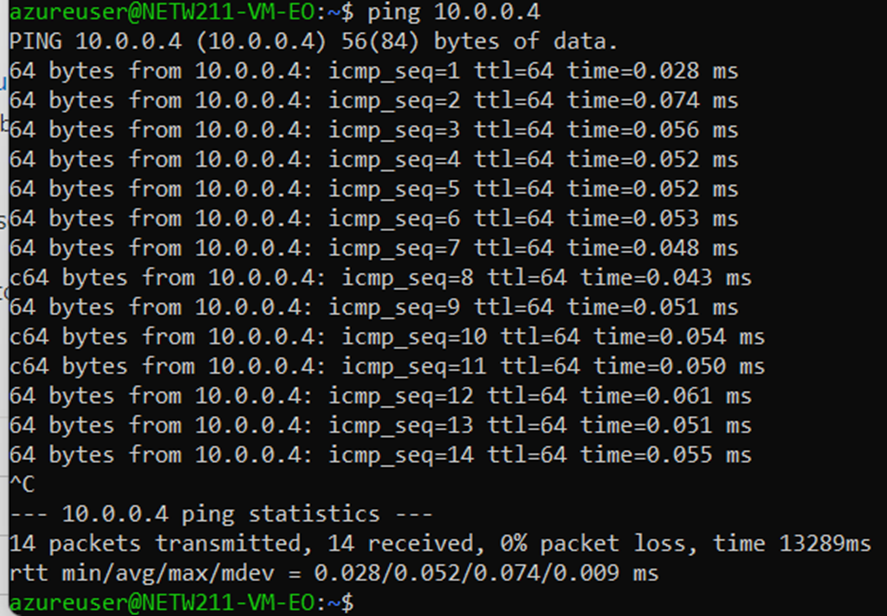 azureuser@NETW211-VM-EO:~$ ping 10.0.0.4
PING 10.0.0.4 (10.0.0.4) 56(84) bytes of data.
64 bytes from 10.0.0.4: icmp_seq=1 ttl=64 time=0.028 ms
64 bytes from 10.0.0.4: icmp_seq=2 ttl=64 time=0.074 ms
64 bytes from 10.0.0.4: icmp_seq=3 ttl=64 time=0.056 ms
64 bytes from 10.0.0.4: icmp_seq=4 ttl=64 time=0.052 ms
64 bytes from 10.0.0.4: icmp_seq=5 ttl=64 time=0.052 ms
64 bytes from 10.0.0.4: icmp_seq=6 ttl=64 time=0.053 ms
64 bytes from 10.0.0.4: icmp_seq=7 ttl=64 time=0.048 ms
c64 bytes from 10.0.0.4: icmp_seq=8 ttl=64 time=0.043 ms
64 bytes from 10.0.0.4: icmp_seq=9 ttl=64 time=0.051 ms
c64 bytes from 10.0.0.4: icmp_seq=10 ttl=64 time=0.054 ms
c64 bytes from 10.0.0.4: icmp_seq=11 ttl=64 time=0.050 ms
64 bytes from 10.0.0.4: icmp_seq=12 ttl=64 time=0.061 ms
64 bytes from 10.0.0.4: icmp_seq=13 ttl=64 time=0.051 ms
64 bytes from 10.0.0.4: icmp_seq=14 ttl=64 time=0.055 ms
^C
--- 10.0.0.4 ping statistics ---
14 packets transmitted, 14 received, 0% packet loss, time 13289ms
rtt min/avg/max/mdev = 0.028/0.052/0.074/0.009 ms
azureuser@NETW211-VM-EO:~$